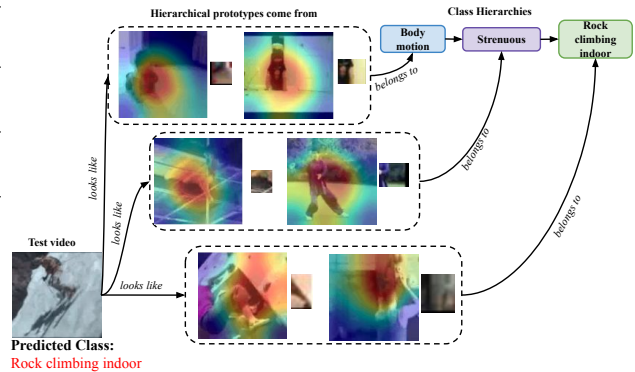 Hierarchical prototypes come from
Class Hierarchies
Body
motion
Strenuous
Rock
climbing
indoor
belongs to
belongs to
belongs to
looks like
looks like
looks like
Test video
Predicted Class:
Rock climbing indoor